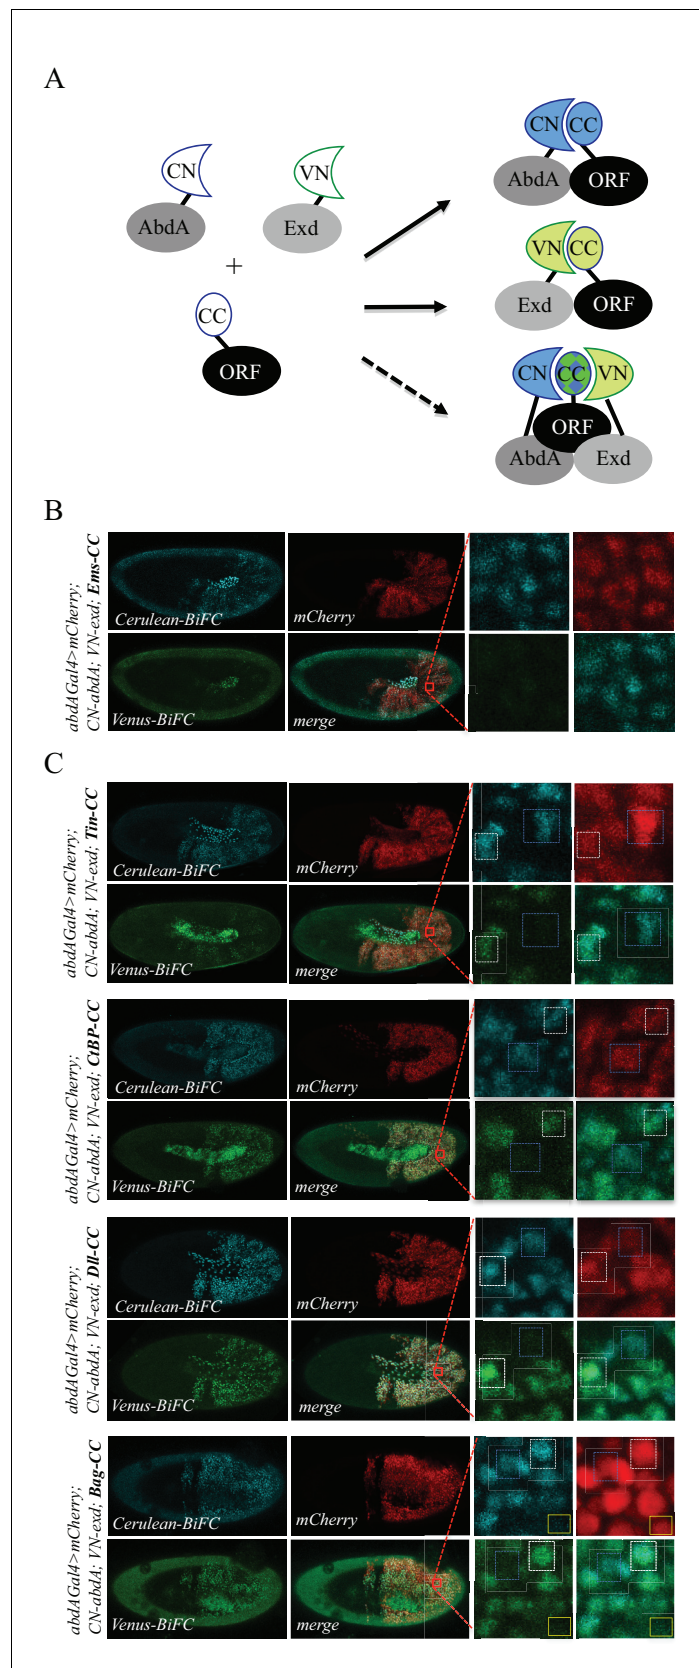 A
CN
VN
AbdA
Exd
+
CC
ORF
CN CC
AbdA ORF
VN CC
Exd ORF
CN CC VN
ORF
AbdA Exd
B
abdAGal4>mCherry;
CN-abdA; VN-exd; Ems-CC
Cerulean-BiFC
mCherry
Venus-BiFC
merge
C
abdAGal4>mCherry;
CN-abdA; VN-exd; Tin-CC
Cerulean-BiFC
mCherry
Venus-BiFC
merge
abdAGal4>mCherry;
CN-abdA; VN-exd; CtBP-CC
Cerulean-BiFC
mCherry
Venus-BiFC
merge
abdAGal4>mCherry;
CN-abdA; VN-exd; Dll-CC
Cerulean-BiFC
mCherry
Venus-BiFC
merge
abdAGal4>mCherry;
CN-abdA; VN-exd; Bag-CC
Cerulean-BiFC
mCherry
Venus-BiFC
merge